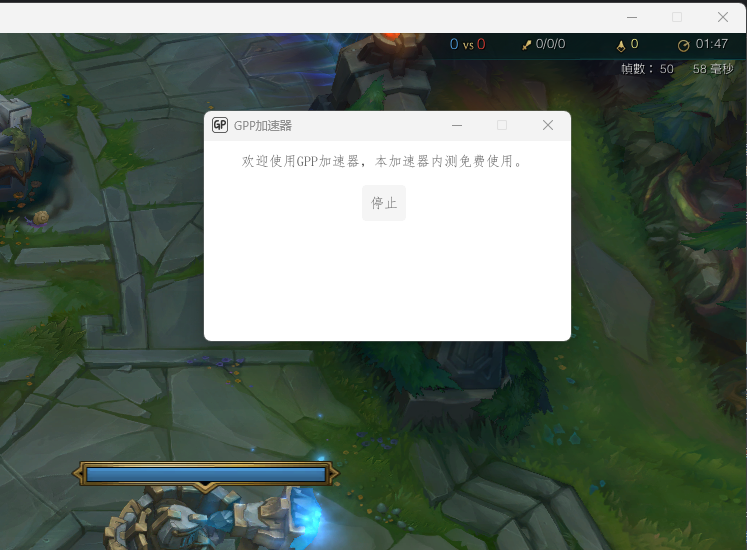 0 vs 0 0/0/0 0 01:47
幀數： 50 58 毫秒
GP GPP加速器
欢迎使用GPP加速器，本加速器内测免费使用。
停止